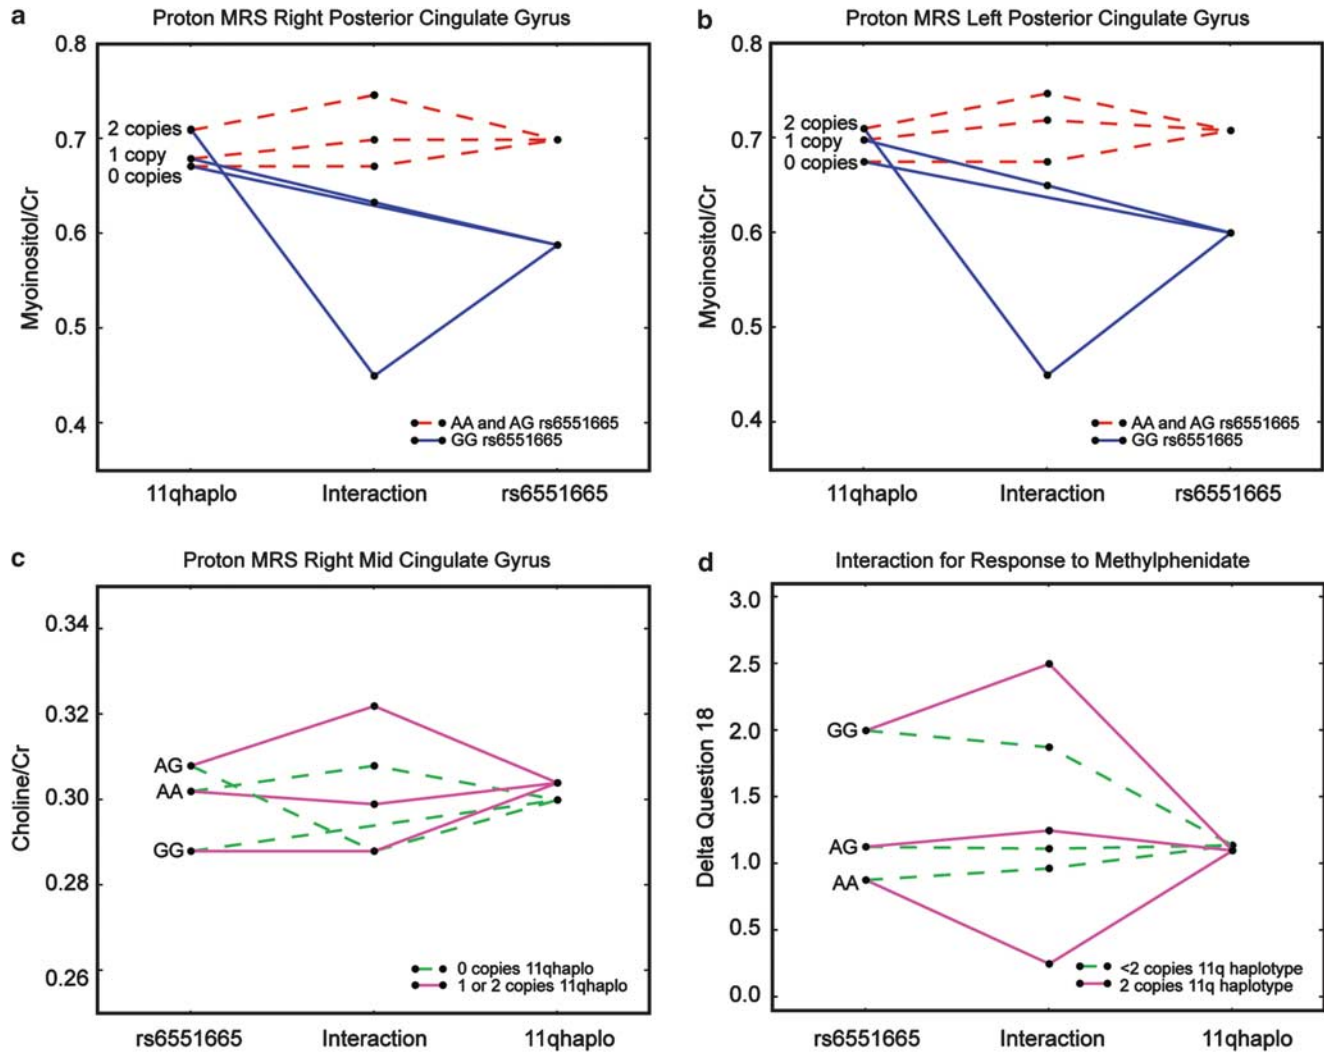 a
Proton MRS Right Posterior Cingulate Gyrus
Myoinositol/Cr
0.8
0.7
0.6
0.5
0.4
2 copies
1 copy
0 copies
AA and AG rs6551665
GG rs6551665
11qhaplo Interaction rs6551665
b
Proton MRS Left Posterior Cingulate Gyrus
Myoinositol/Cr
0.8
0.7
0.6
0.5
0.4
2 copies
1 copy
0 copies
AA and AG rs6551665
GG rs6551665
11qhaplo Interaction rs6551665
c
Proton MRS Right Mid Cingulate Gyrus
Choline/Cr
0.34
0.32
0.30
0.28
0.26
AG
AA
GG
0 copies 11qhaplo
1 or 2 copies 11qhaplo
rs6551665 Interaction 11qhaplo
d
Interaction for Response to Methylphenidate
Delta Question 18
3.0
2.5
2.0
1.5
1.0
0.5
0.0
GG
AG
AA
<2 copies 11q haplotype
2 copies 11q haplotype
rs6551665 Interaction 11qhaplo